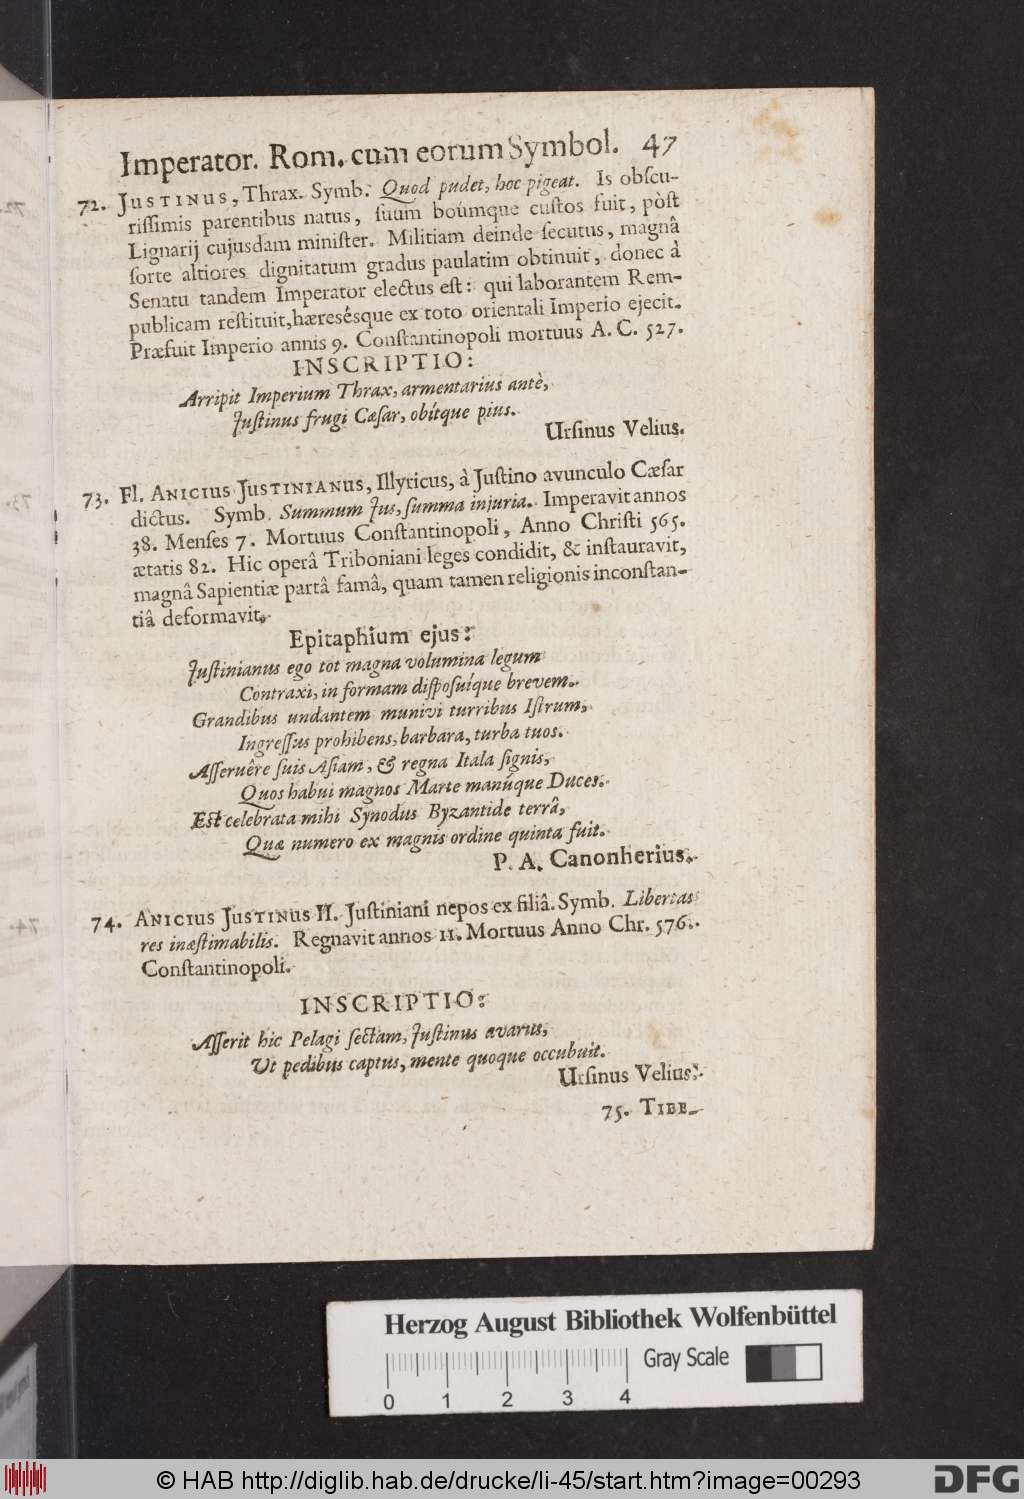 Imperator. Rom. cum eorum Symbol. 47
72. JUSTINUS, Thrax. Symb. Quod pudet, hoc pigeat. Is obscu-
rissimis parentibus natus, suum boúmque custos fuit, pòst
Lignarij cujusdam minister. Militiam deinde secutus, magnâ
sorte altiores dignitatum gradus paulatim obtinuit, donec à
Senatu tandem Imperator electus est: qui laborantem Rem-
publicam restituit, hæresésque ex toto orientali Imperio ejecit.
Præfuit Imperio annis 9. Constantinopoli mortuus A. C. 527.
INSCRIPTIO:
Arripit Imperium Thrax, armentarius antè,
Justinus frugi Cæsar, obítque pius.
Ursinus Velius.
73. Fl. ANICIUS JUSTINIANUS, Illyricus, à Justino avunculo Cæsar
dictus. Symb. Summum Jus, summa injuria. Imperavit annos
38. Menses 7. Mortuus Constantinopoli, Anno Christi 565.
ætatis 82. Hic operâ Triboniani leges condidit, & instauravit,
magnâ Sapientiæ partâ famâ, quam tamen religionis inconstan-
tiâ deformavit.
Epitaphium ejus:
Justinianus ego tot magna volumina legum
Contraxi, in formam disposuíque brevem.
Grandibus undantem munivi turribus Istrum,
Ingressus prohibens, barbara, turba tuos.
Asseruêre suis Asiam, & regna Itala signis,
Quos habui magnos Marte manúque Duces.
Est celebrata mihi Synodus Byzantide terrâ,
Quæ numero ex magnis ordine quinta fuit.
P. A. Canonherius.
74. ANICIUS JUSTINUS II. Justiniani nepos ex filiâ. Symb. Libertas
res inæstimabilis. Regnavit annos 11. Mortuus Anno Chr. 576.
Constantinopoli.
INSCRIPTIO:
Asserit hic Pelagi sectam, Justinus avarus,
Ut pedibus captus, mente quoque occubuit.
Ursinus Velius.
75. TIBE-
Herzog August Bibliothek Wolfenbüttel
Gray Scale
0 1 2 3 4
© HAB http://diglib.hab.de/drucke/li-45/start.htm?image=00293
DFG